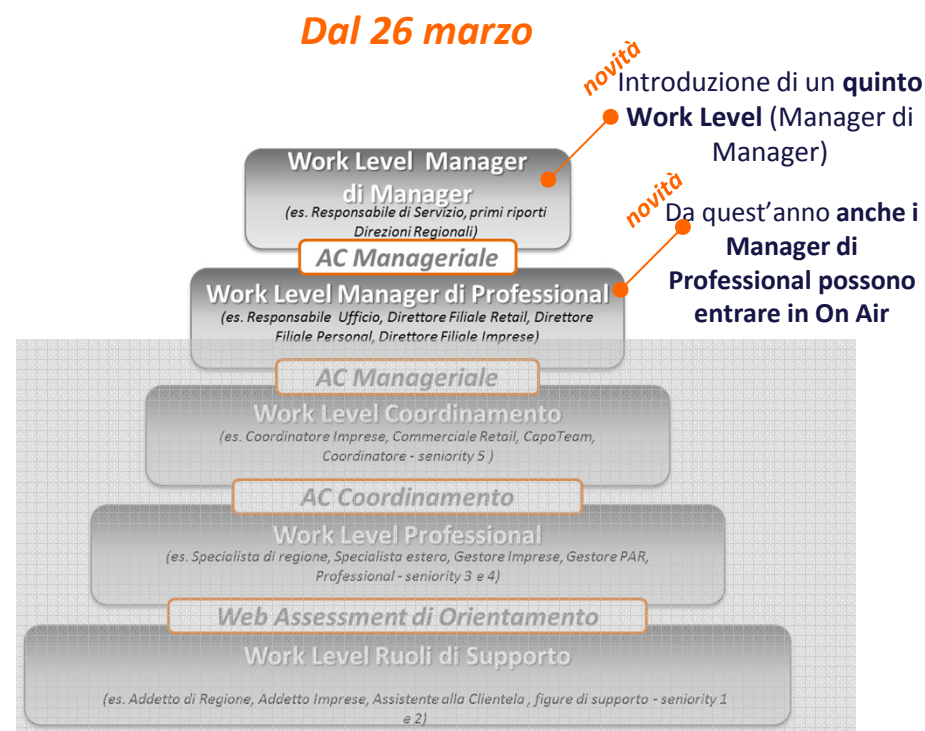 Dal 26 marzo
novità
Introduzione di un quinto
Work Level (Manager di
Manager)
Work Level Manager
di Manager
(es. Responsabile di Servizio, primi riporti
Direzioni Regionali)
novità
Da quest'anno anche i
Manager di
Professional possono
entrare in On Air
AC Manageriale
Work Level Manager di Professional
(es. Responsabile Ufficio, Direttore Filiale Retail, Direttore
Filiale Personal, Direttore Filiale Imprese)
AC Manageriale
Work Level Coordinamento
(es. Coordinatore Imprese, Commerciale Retail, CapoTeam,
Coordinatore - seniority 5 )
AC Coordinamento
Work Level Professional
(es. Specialista di regione, Specialista estero, Gestore Imprese, Gestore PAR,
Professional - seniority 3 e 4)
Web Assessment di Orientamento
Work Level Ruoli di Supporto
(es. Addetto di Regione, Addetto Imprese, Assistente alla Clientela , figure di supporto - seniority 1
e 2)